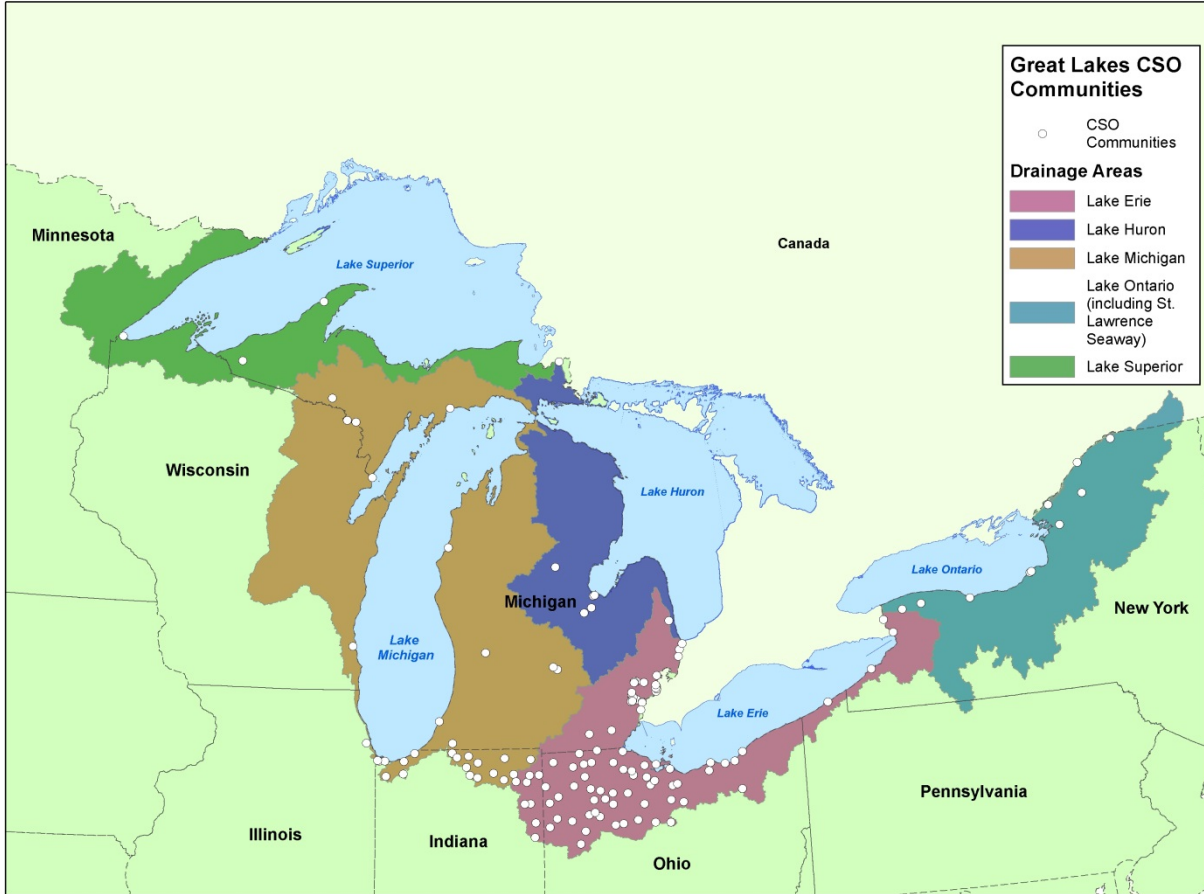 Great Lakes CSO
Communities
CSO
Communities
Drainage Areas
Lake Erie
Lake Huron
Lake Michigan
Lake Ontario
(including St.
Lawrence
Seaway)
Lake Superior
Minnesota
Canada
Lake Superior
Wisconsin
Lake Huron
Lake Ontario
Michigan
New York
Lake
Michigan
Lake Erie
Pennsylvania
Illinois
Indiana
Ohio